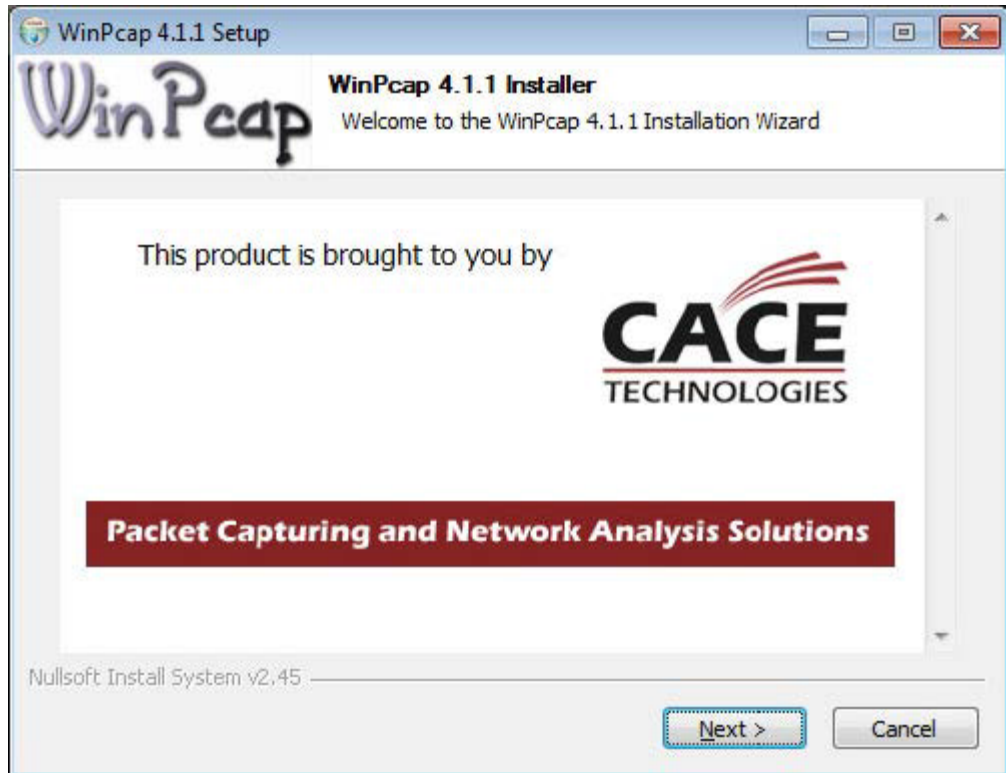 WinPcap 4.1.1 Setup
WinPcap
WinPcap 4.1.1 Installer
Welcome to the WinPcap 4.1.1 Installation Wizard
This product is brought to you by
CACE
TECHNOLOGIES
Packet Capturing and Network Analysis Solutions
Nullsoft Install System v2.45
Next >
Cancel